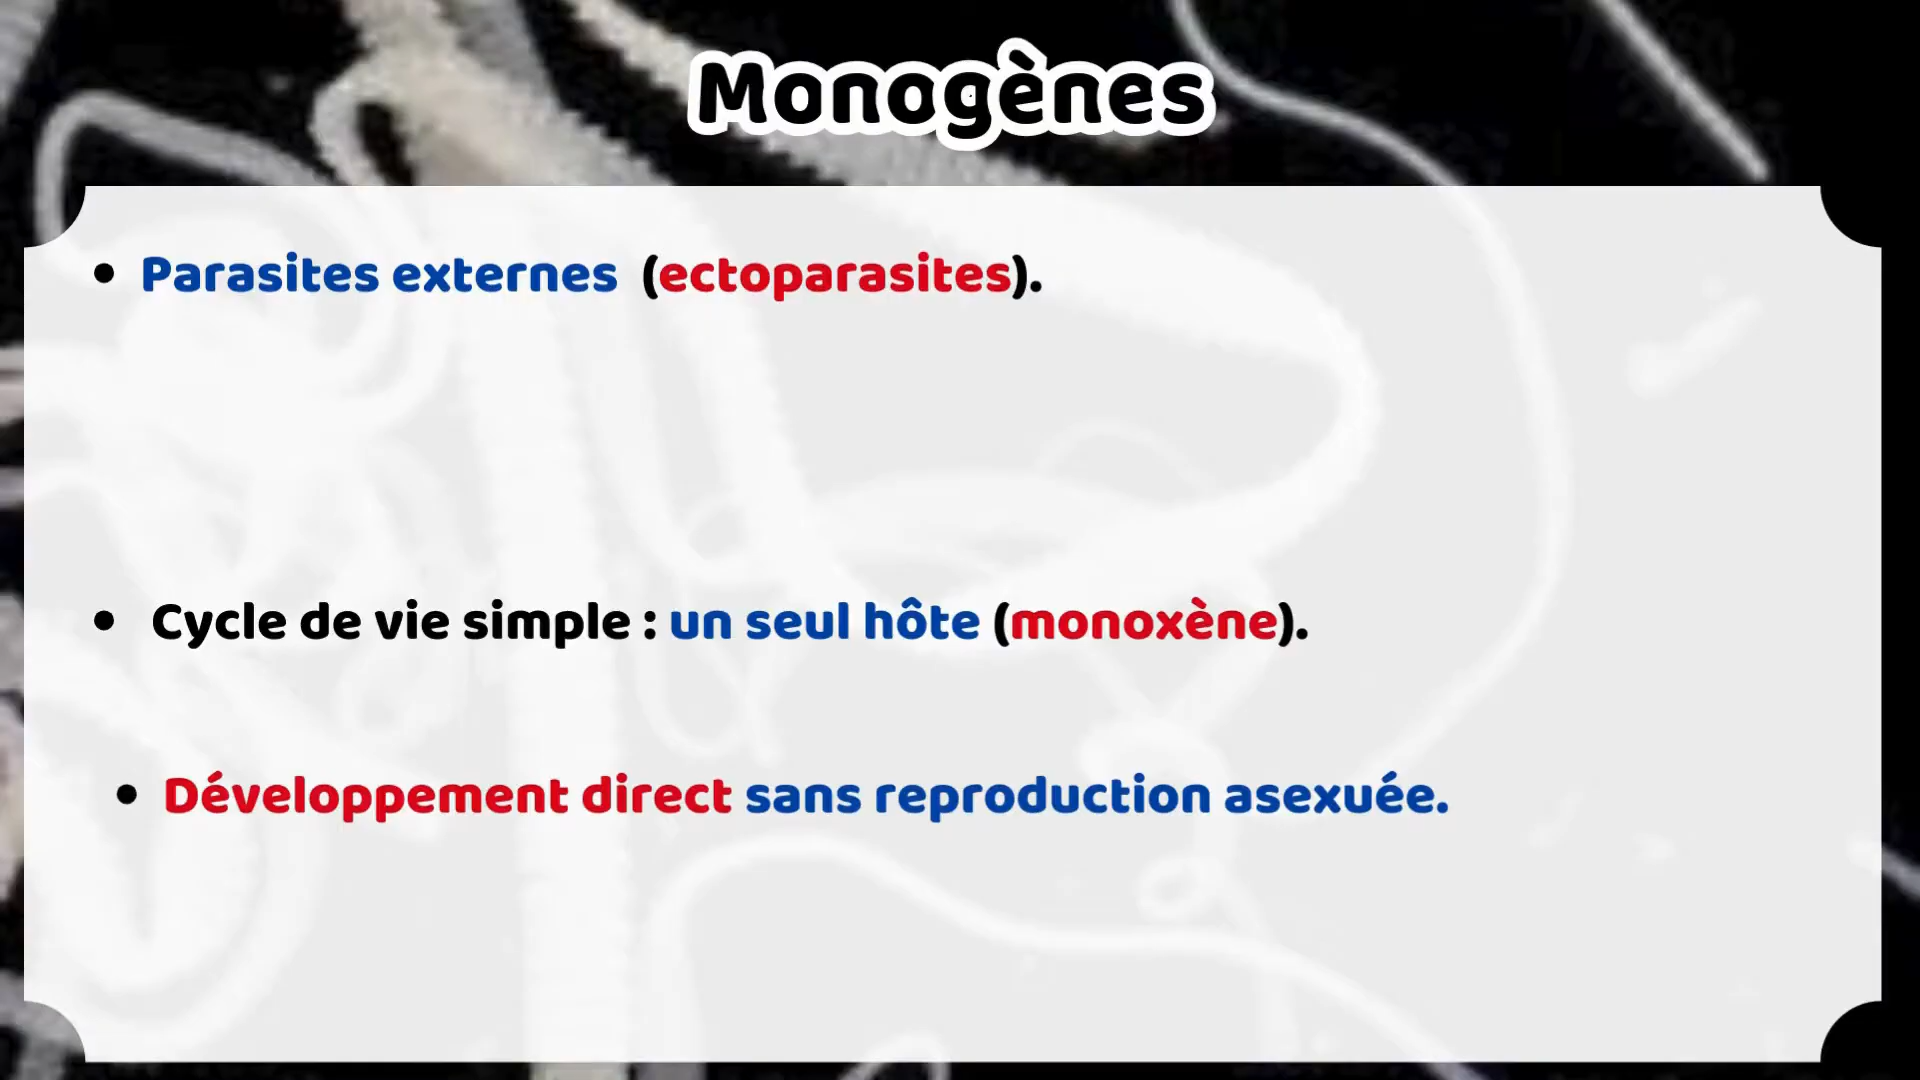 Monogènes
• Parasites externes (ectoparasites).
• Cycle de vie simple : un seul hôte (monoxène).
• Développement direct sans reproduction asexuée.